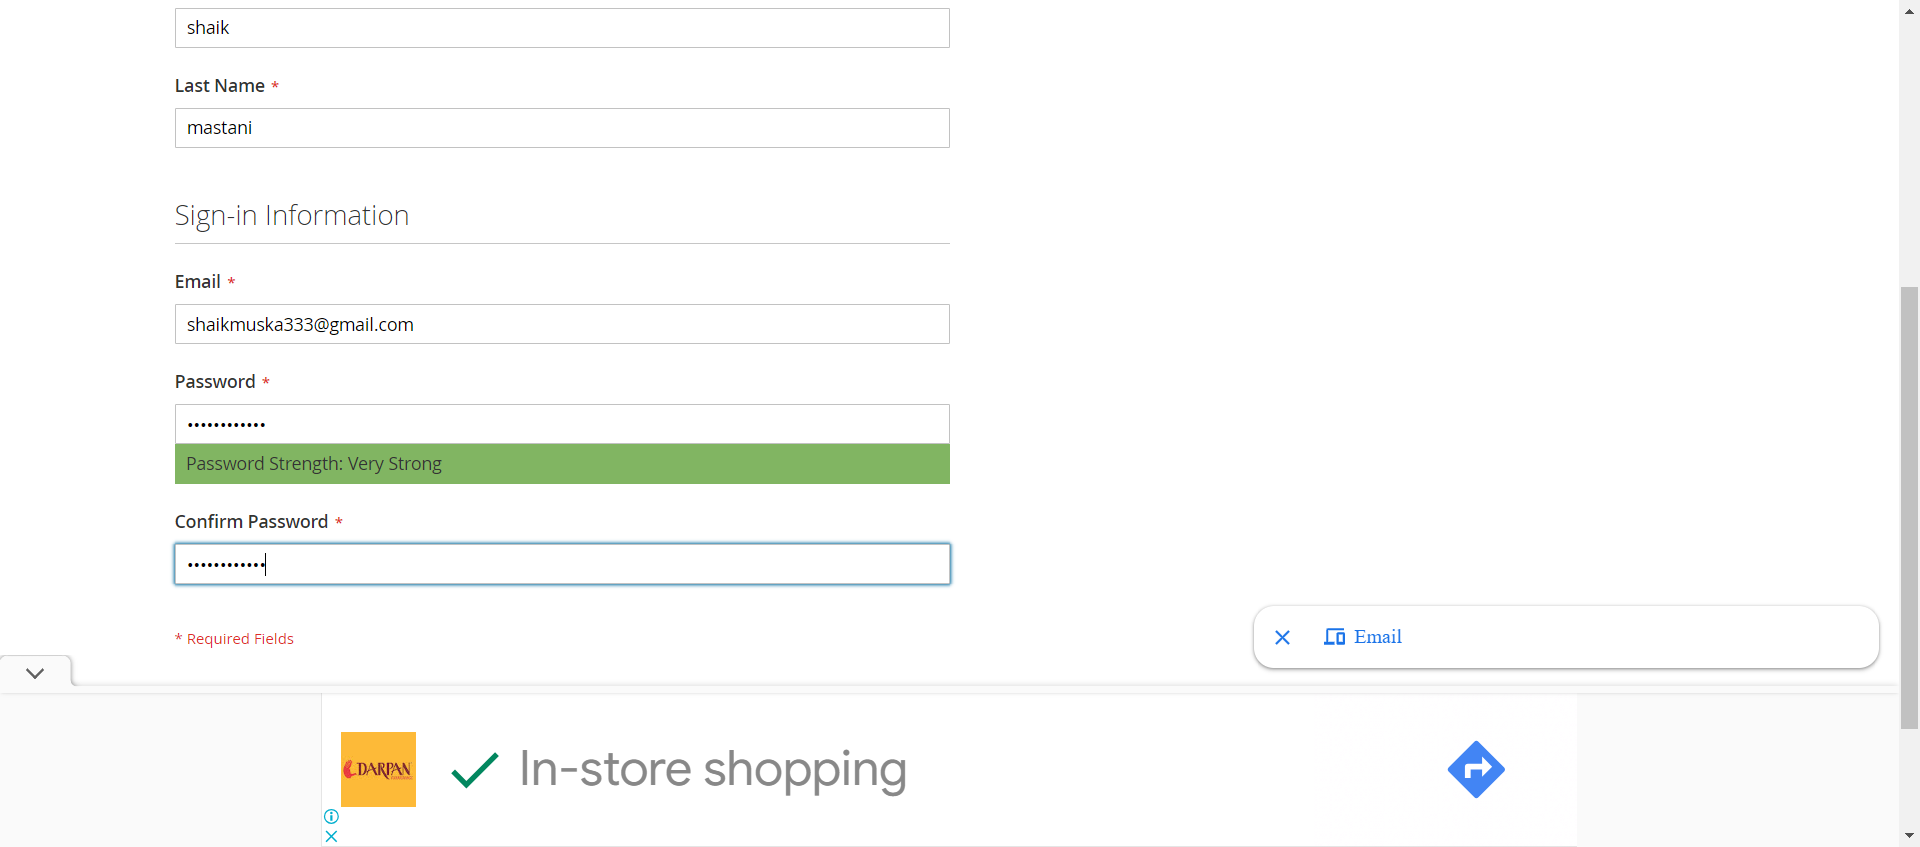 shaik
Last Name *
mastani
Sign-in Information
Email *
shaikmuska333@gmail.com
Password *
••••••••••••
Password Strength: Very Strong
Confirm Password *
••••••••••••
* Required Fields
Email
DARPAN
In-store shopping